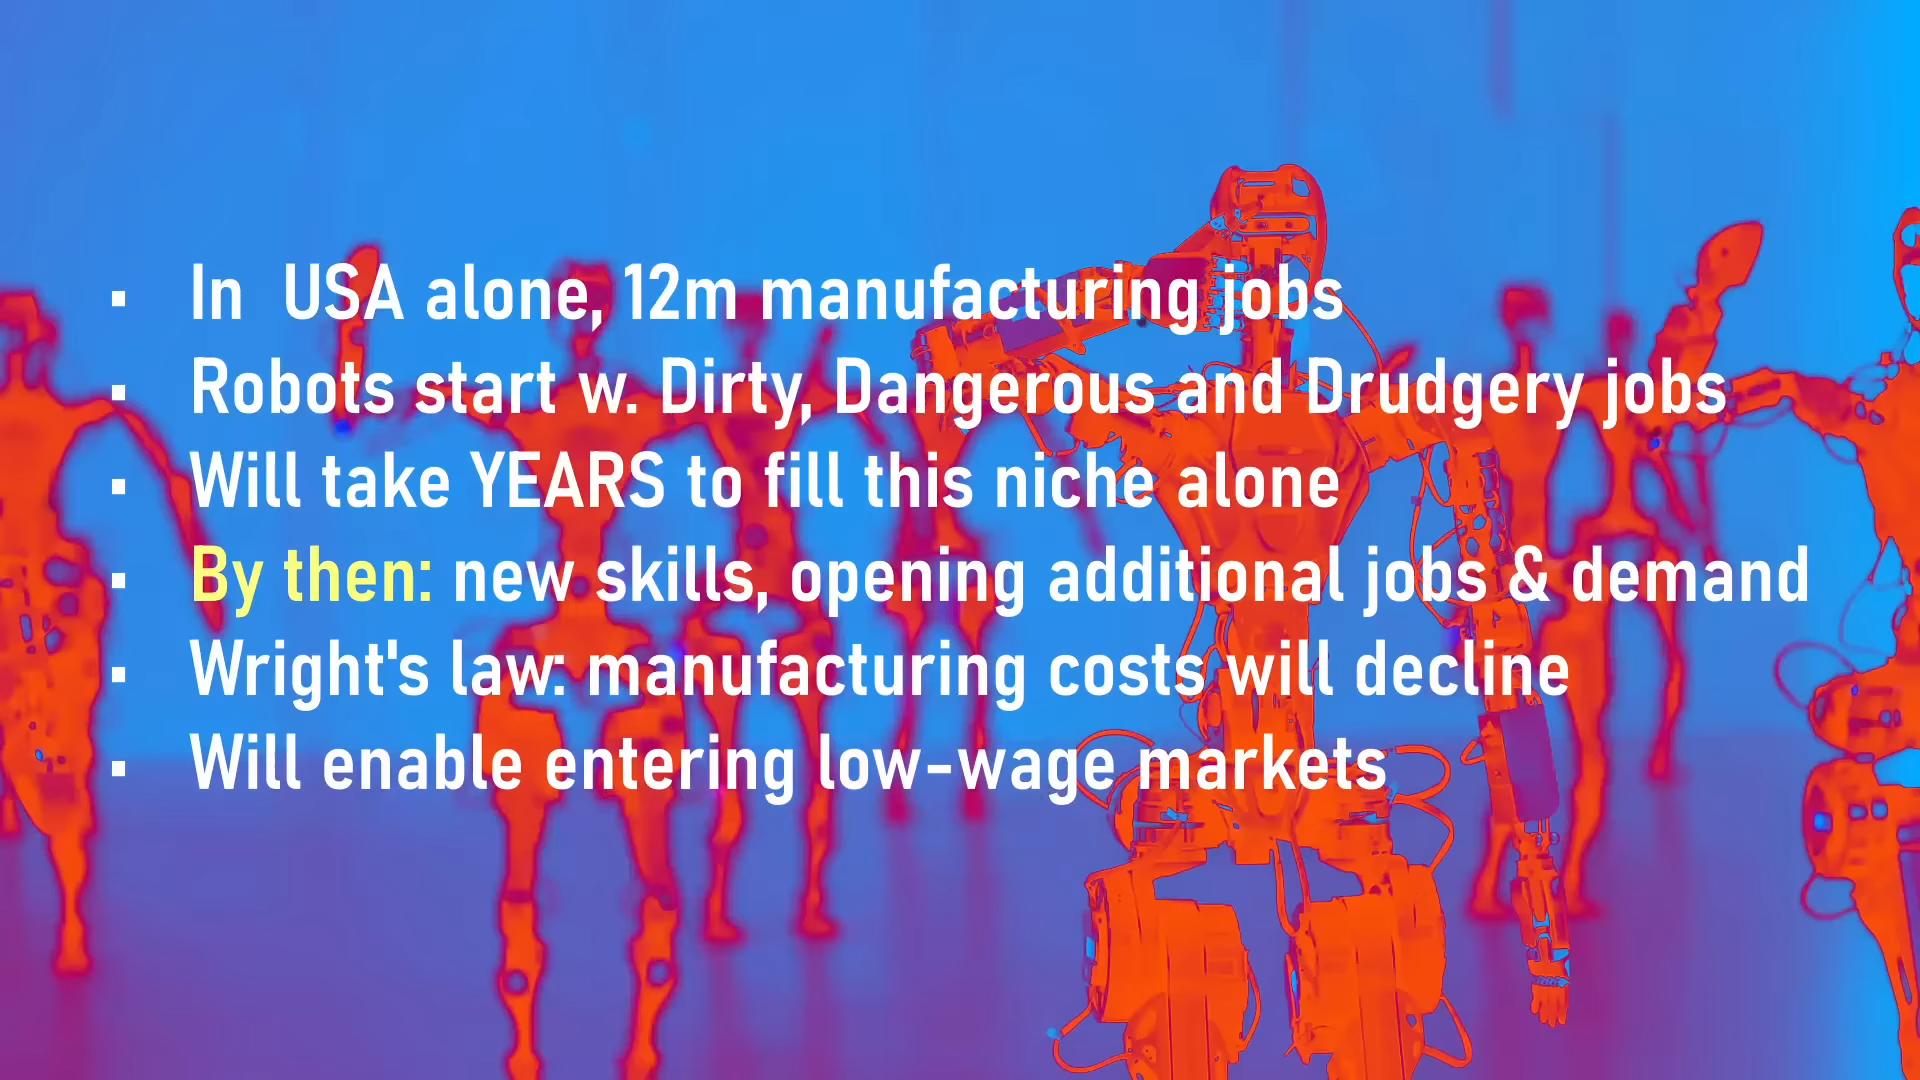 ▪ In  USA alone, 12m manufacturing jobs
▪ Robots start w. Dirty, Dangerous and Drudgery jobs
▪ Will take YEARS to fill this niche alone
▪ By then: new skills, opening additional jobs & demand
▪ Wright's law: manufacturing costs will decline
▪ Will enable entering low-wage markets